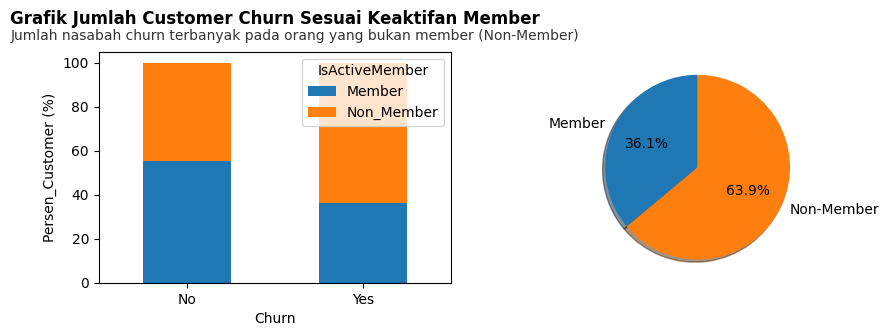 Grafik Jumlah Customer Churn Sesuai Keaktifan Member
Jumlah nasabah churn terbanyak pada orang yang bukan member (Non-Member)
Persen_Customer (%)
100
80
60
40
20
0
IsActiveMember
Member
Non_Member
No
Yes
Churn
Member
36.1%
63.9%
Non-Member